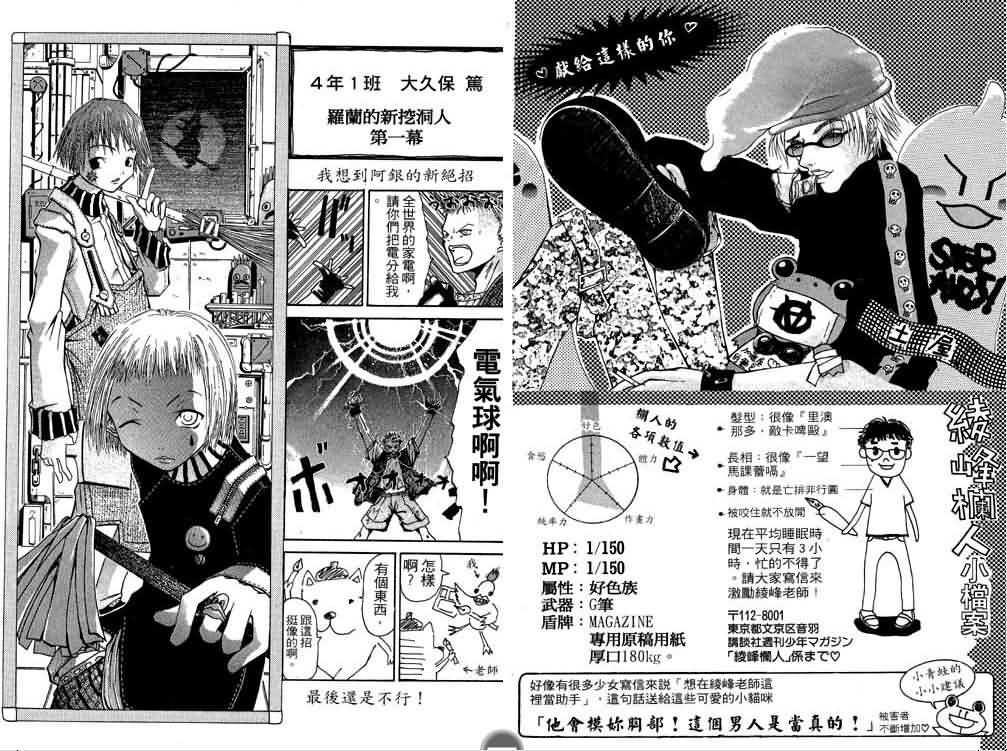 4年1班　大久保 篤
羅蘭的新挖洞人
第一幕
我想到阿銀的新絕招
全世界的家電啊，
請你們把電分給我。
電氣球啊啊！
ボ
怎樣
啊？
我→
有個東西，
跟這招
挺像的啊。
←老師
最後還是不行！
♡獻給這樣的你♡
土屋
綾峰欄人小檔案
欄人的
各項數值
好色
體力
作畫力
統率力
食慾
HP：1/150
MP：1/150
屬性：好色族
武器：G筆
盾牌：MAGAZINE
專用原稿用紙
厚口180kg。
髮型：很像『里澳
那多．敵卡啤毆』
長相：很像『一望
馬課蕾嗝』
身體：就是亡排非行圓
被咬住就不放開
現在平均睡眠時
間一天只有3小
時，忙的不得了
。請大家寫信來
激勵綾峰老師！
〒112-8001
東京都文京区音羽
講談社週刊少年マガジン
「綾峰欄人」係まで♡
小青蛙的
小小建議
好像有很多少女寫信來說「想在綾峰老師這
裡當助手」，這句話送給這些可愛的小貓咪
「他會摸妳胸部！這個男人是當真的！」
被害者
不斷增加♡